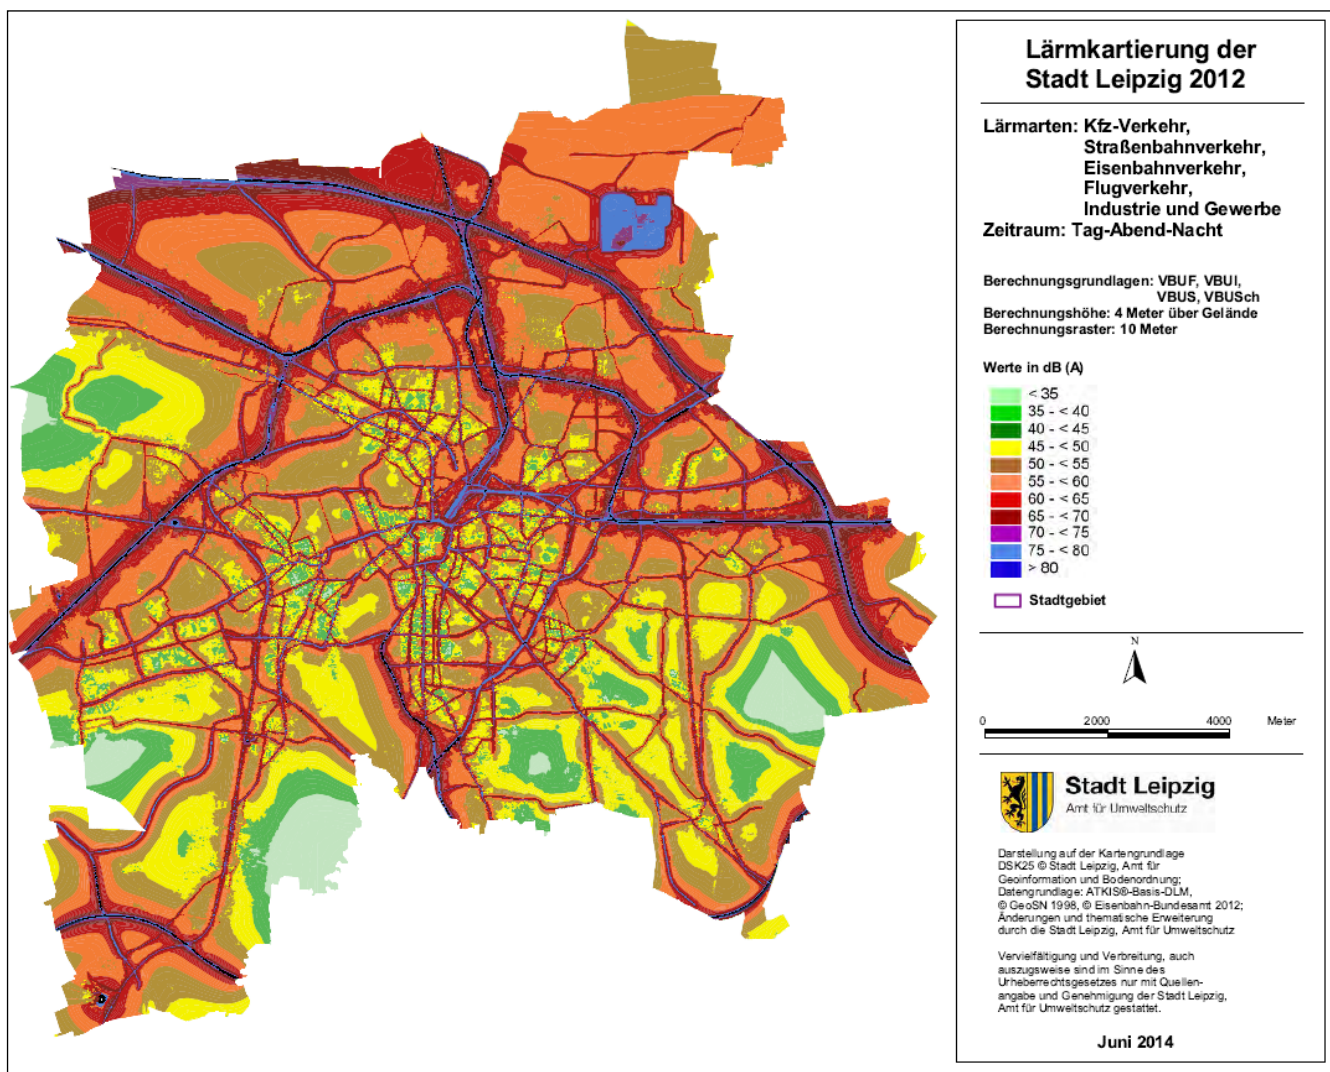 Lärmkartierung der
Stadt Leipzig 2012
Lärmarten: Kfz-Verkehr,
Straßenbahnverkehr,
Eisenbahnverkehr,
Flugverkehr,
Industrie und Gewerbe
Zeitraum: Tag-Abend-Nacht
Berechnungsgrundlagen: VBUF, VBUI,
VBUS, VBUSch
Berechnungshöhe: 4 Meter über Gelände
Berechnungsraster: 10 Meter
Werte in dB (A)
< 35
35 - < 40
40 - < 45
45 - < 50
50 - < 55
55 - < 60
60 - < 65
65 - < 70
70 - < 75
75 - < 80
> 80
Stadtgebiet
N
0 2000 4000 Meter
Stadt Leipzig
Amt für Umweltschutz
Darstellung auf der Kartengrundlage
DSK25 © Stadt Leipzig, Amt für
Geoinformation und Bodenordnung;
Datengrundlage: ATKIS®-Basis-DLM,
© GeoSN 1998, © Eisenbahn-Bundesamt 2012;
Änderungen und thematische Erweiterung
durch die Stadt Leipzig, Amt für Umweltschutz
Vervielfältigung und Verbreitung, auch
auszugsweise sind im Sinne des
Urheberrechtsgesetzes nur mit Quellen-
angabe und Genehmigung der Stadt Leipzig,
Amt für Umweltschutz gestattet.
Juni 2014